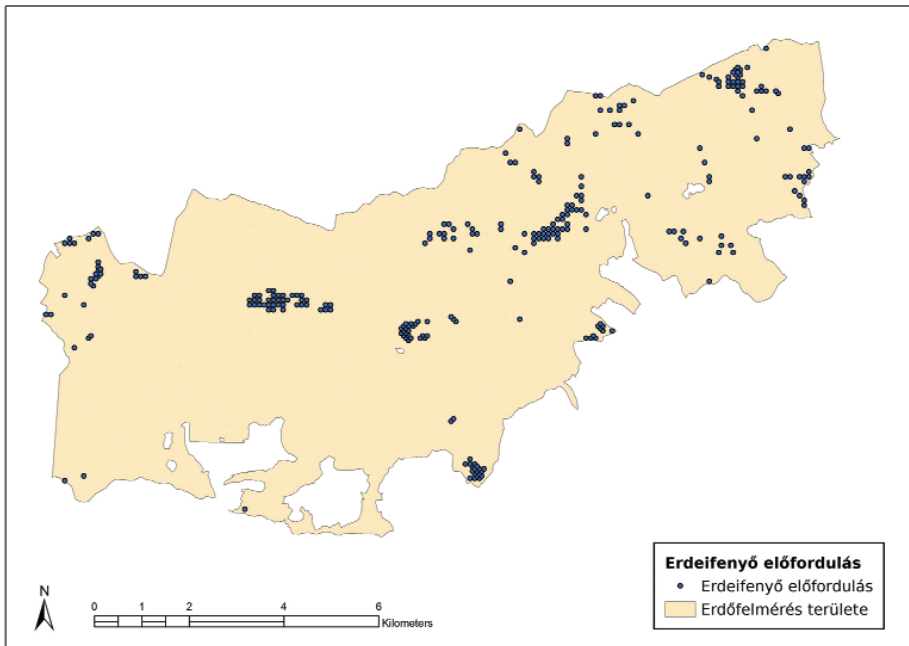 N
0 1 2 4 6
Kilometers
Erdeifenyő előfordulás
Erdeifenyő előfordulás
Erdőfelmérés területe